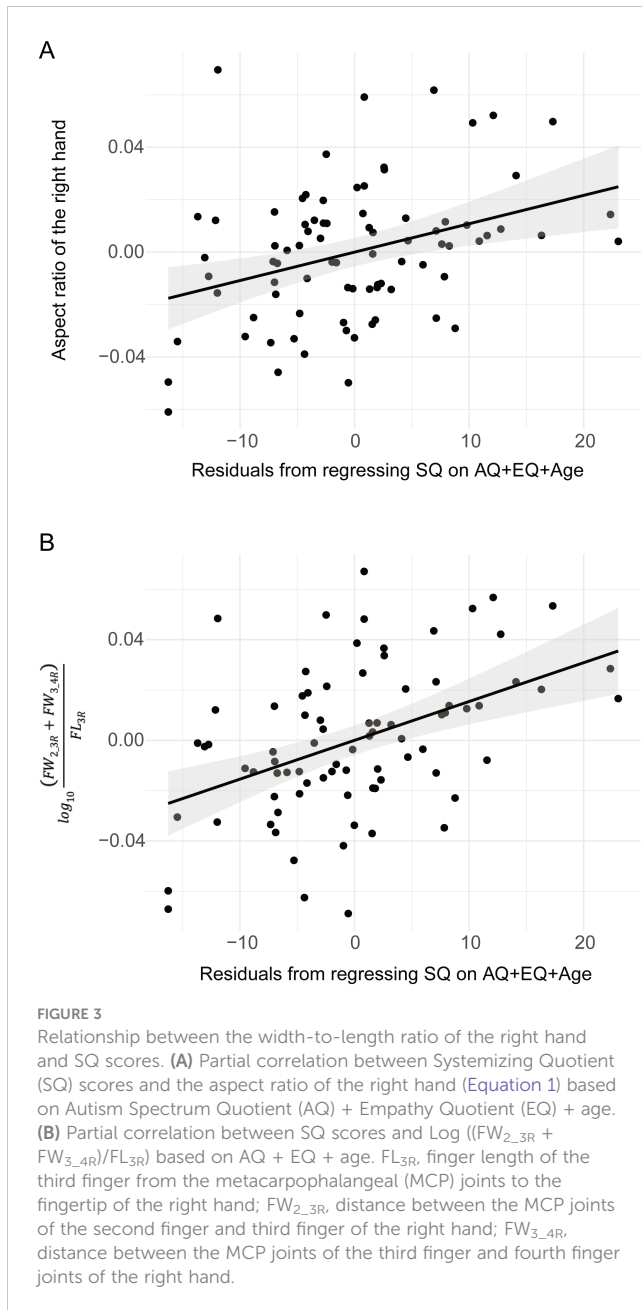 A
Aspect ratio of the right hand
0.04
0.00
−0.04
−10
0
10
20
Residuals from regressing SQ on AQ+EQ+Age
B
log10 (FW2_3R + FW3_4R) / FL3R
0.04
0.00
−0.04
−10
0
10
20
Residuals from regressing SQ on AQ+EQ+Age
FIGURE 3
Relationship between the width-to-length ratio of the right hand
and SQ scores. (A) Partial correlation between Systemizing Quotient
(SQ) scores and the aspect ratio of the right hand (Equation 1) based
on Autism Spectrum Quotient (AQ) + Empathy Quotient (EQ) + age.
(B) Partial correlation between SQ scores and Log ((FW2_3R +
FW3_4R)/FL3R) based on AQ + EQ + age. FL3R, finger length of the
third finger from the metacarpophalangeal (MCP) joints to the
fingertip of the right hand; FW2_3R, distance between the MCP joints
of the second finger and third finger of the right hand; FW3_4R,
distance between the MCP joints of the third finger and fourth finger
joints of the right hand.